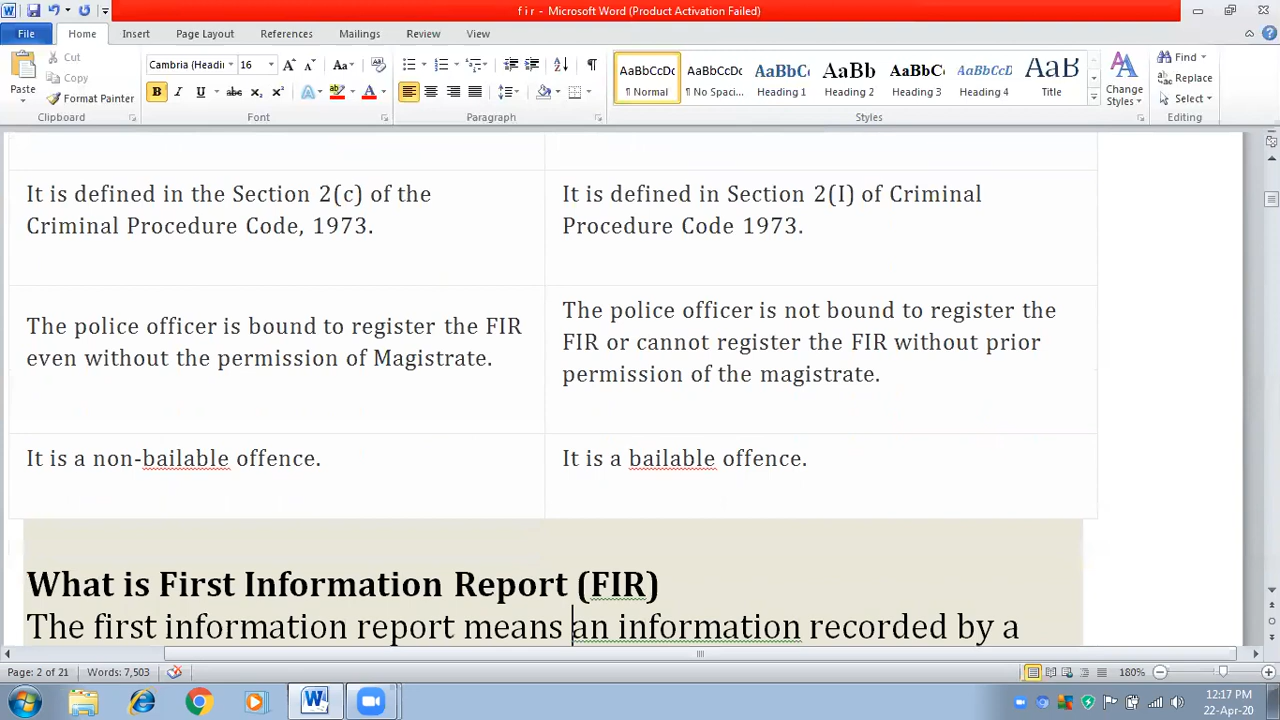 f i r - Microsoft Word (Product Activation Failed)
File Home Insert Page Layout References Mailings Review View
Paste
Cut
Copy
Format Painter
Clipboard
Cambria (Headi 16
Font
Paragraph
AaBbCcDc AaBbCcDc AaBbC AaBb AaBbC AaBbCcD AaB
¶ Normal ¶ No Spaci... Heading 1 Heading 2 Heading 3 Heading 4 Title
Change
Styles
Styles
Find
Replace
Select
Editing
It is defined in the Section 2(c) of the
Criminal Procedure Code, 1973.
It is defined in Section 2(I) of Criminal
Procedure Code 1973.
The police officer is bound to register the FIR
even without the permission of Magistrate.
The police officer is not bound to register the
FIR or cannot register the FIR without prior
permission of the magistrate.
It is a non-bailable offence.
It is a bailable offence.
What is First Information Report (FIR)
The first information report means an information recorded by a
Page: 2 of 21 Words: 7,503 180%
12:17 PM
22-Apr-20